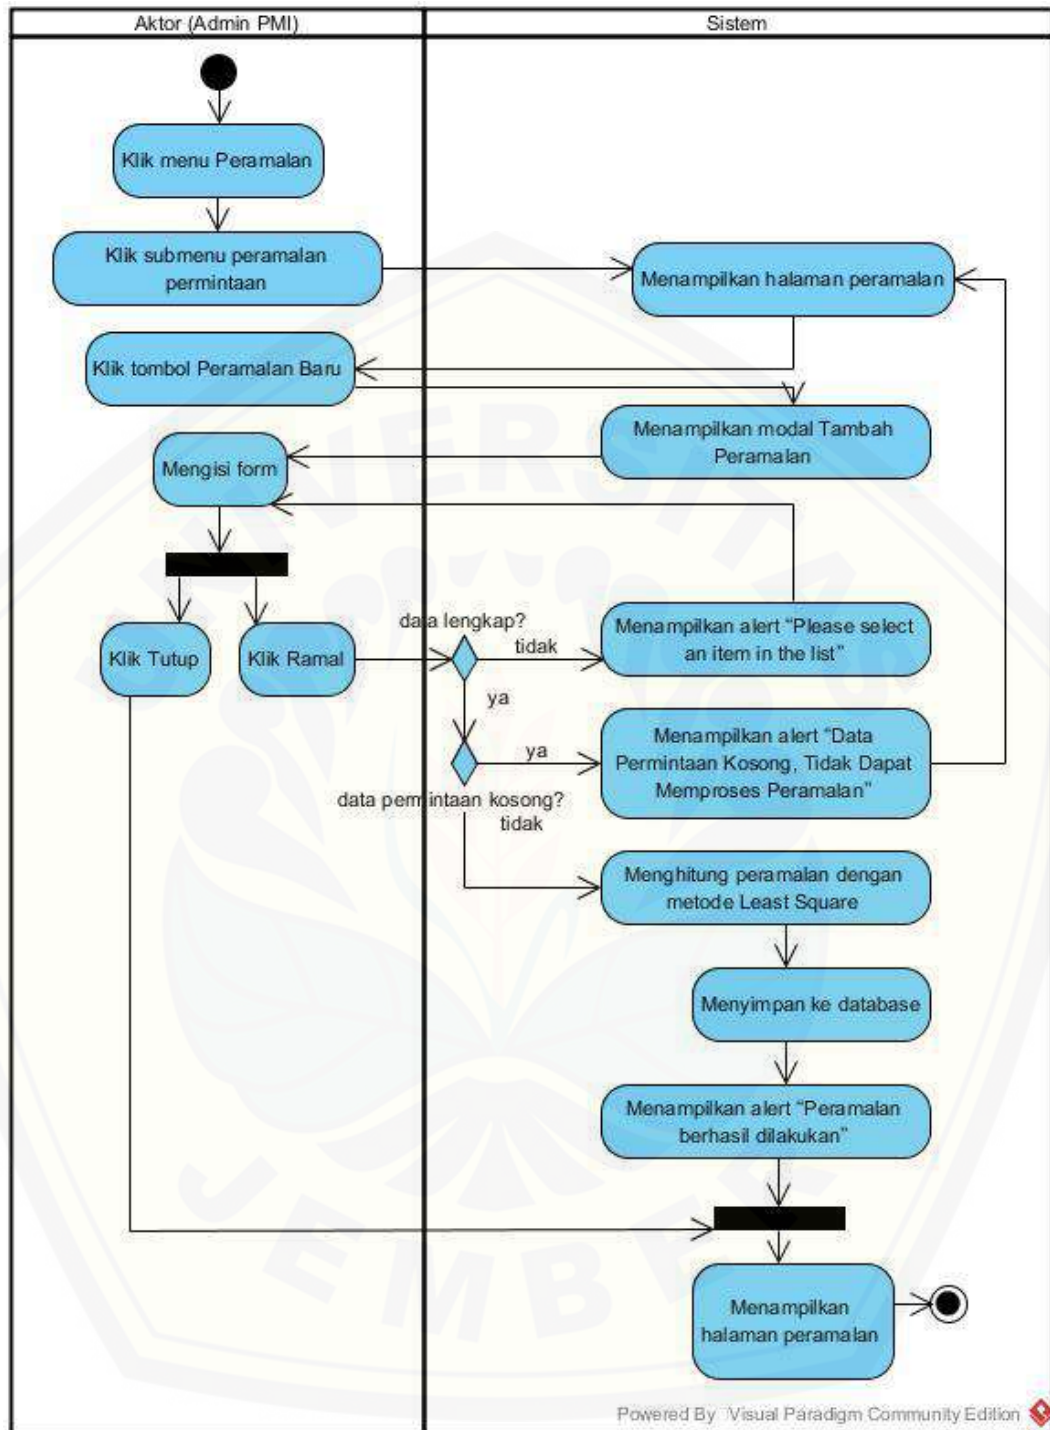 Aktor (Admin PMI)
Sistem
Klik menu Peramalan
Klik submenu peramalan
permintaan
Menampilkan halaman peramalan
Klik tombol Peramalan Baru
Menampilkan modal Tambah
Peramalan
Mengisi form
data lengkap?
tidak
Klik Tutup
Klik Ramal
Menampilkan alert “Please select
an item in the list”
ya
ya
Menampilkan alert “Data
Permintaan Kosong, Tidak Dapat
Memproses Peramalan”
data permintaan kosong?
tidak
Menghitung peramalan dengan
metode Least Square
Menyimpan ke database
Menampilkan alert “Peramalan
berhasil dilakukan”
Menampilkan
halaman peramalan
UNIVERSITAS
JEMBER
Powered By Visual Paradigm Community Edition